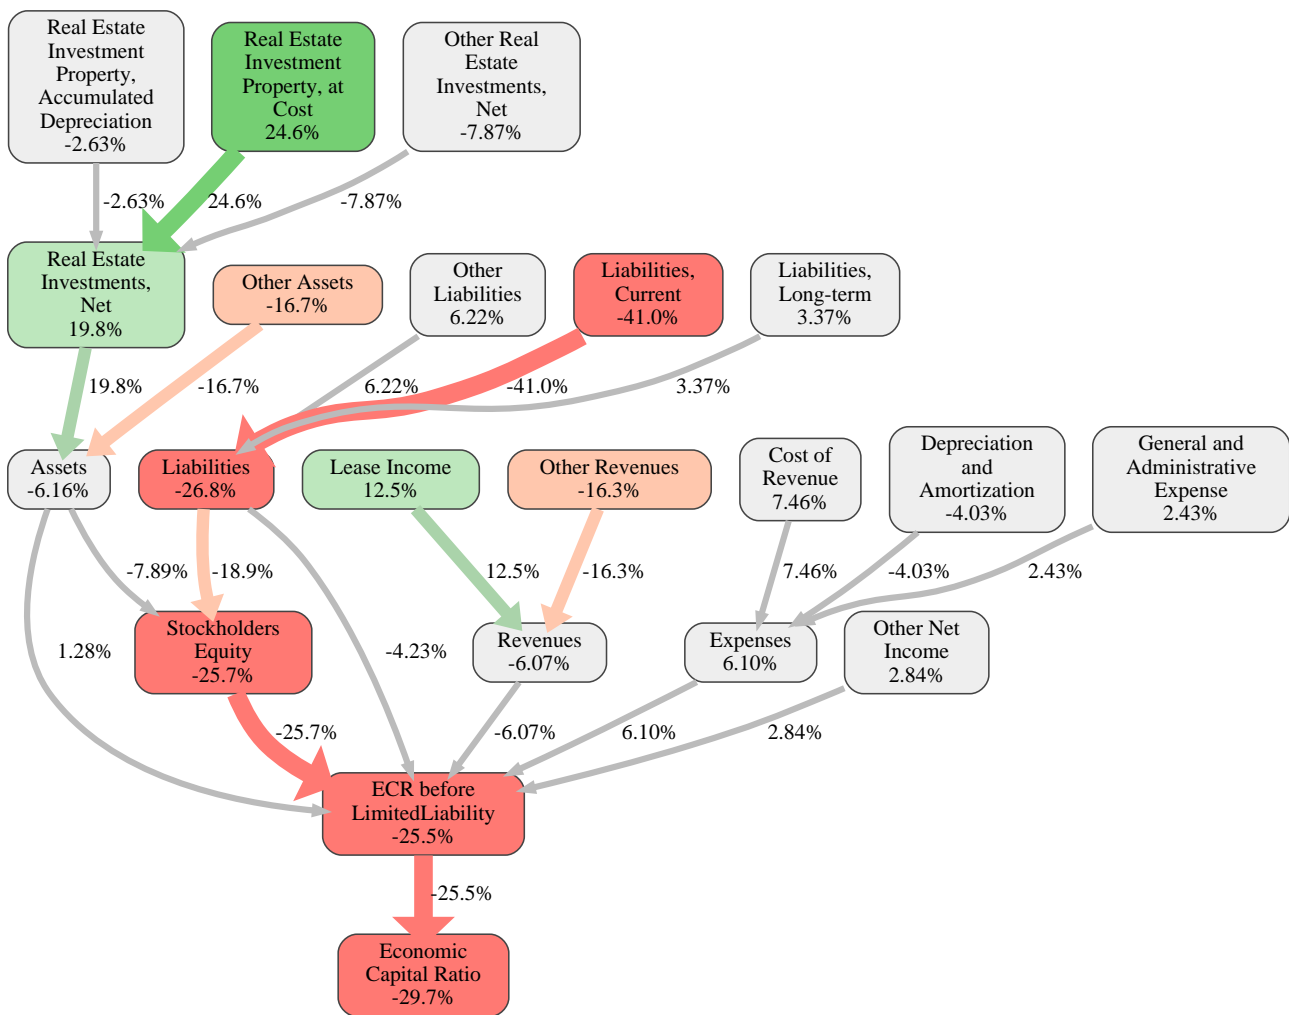 Real Estate
Investment
Property,
Accumulated
Depreciation
-2.63%
Real Estate
Investment
Property, at
Cost
24.6%
Other Real
Estate
Investments,
Net
-7.87%
-2.63%
24.6%
-7.87%
Real Estate
Investments,
Net
19.8%
Other Assets
-16.7%
Other
Liabilities
6.22%
Liabilities,
Current
-41.0%
Liabilities,
Long-term
3.37%
19.8%
-16.7%
6.22%
-41.0%
3.37%
Assets
-6.16%
Liabilities
-26.8%
Lease Income
12.5%
Other Revenues
-16.3%
Cost of
Revenue
7.46%
Depreciation
and
Amortization
-4.03%
General and
Administrative
Expense
2.43%
-7.89%
-18.9%
12.5%
-16.3%
7.46%
-4.03%
2.43%
1.28%
Stockholders
Equity
-25.7%
-4.23%
Revenues
-6.07%
Expenses
6.10%
Other Net
Income
2.84%
-25.7%
-6.07%
6.10%
2.84%
ECR before
LimitedLiability
-25.5%
-25.5%
Economic
Capital Ratio
-29.7%